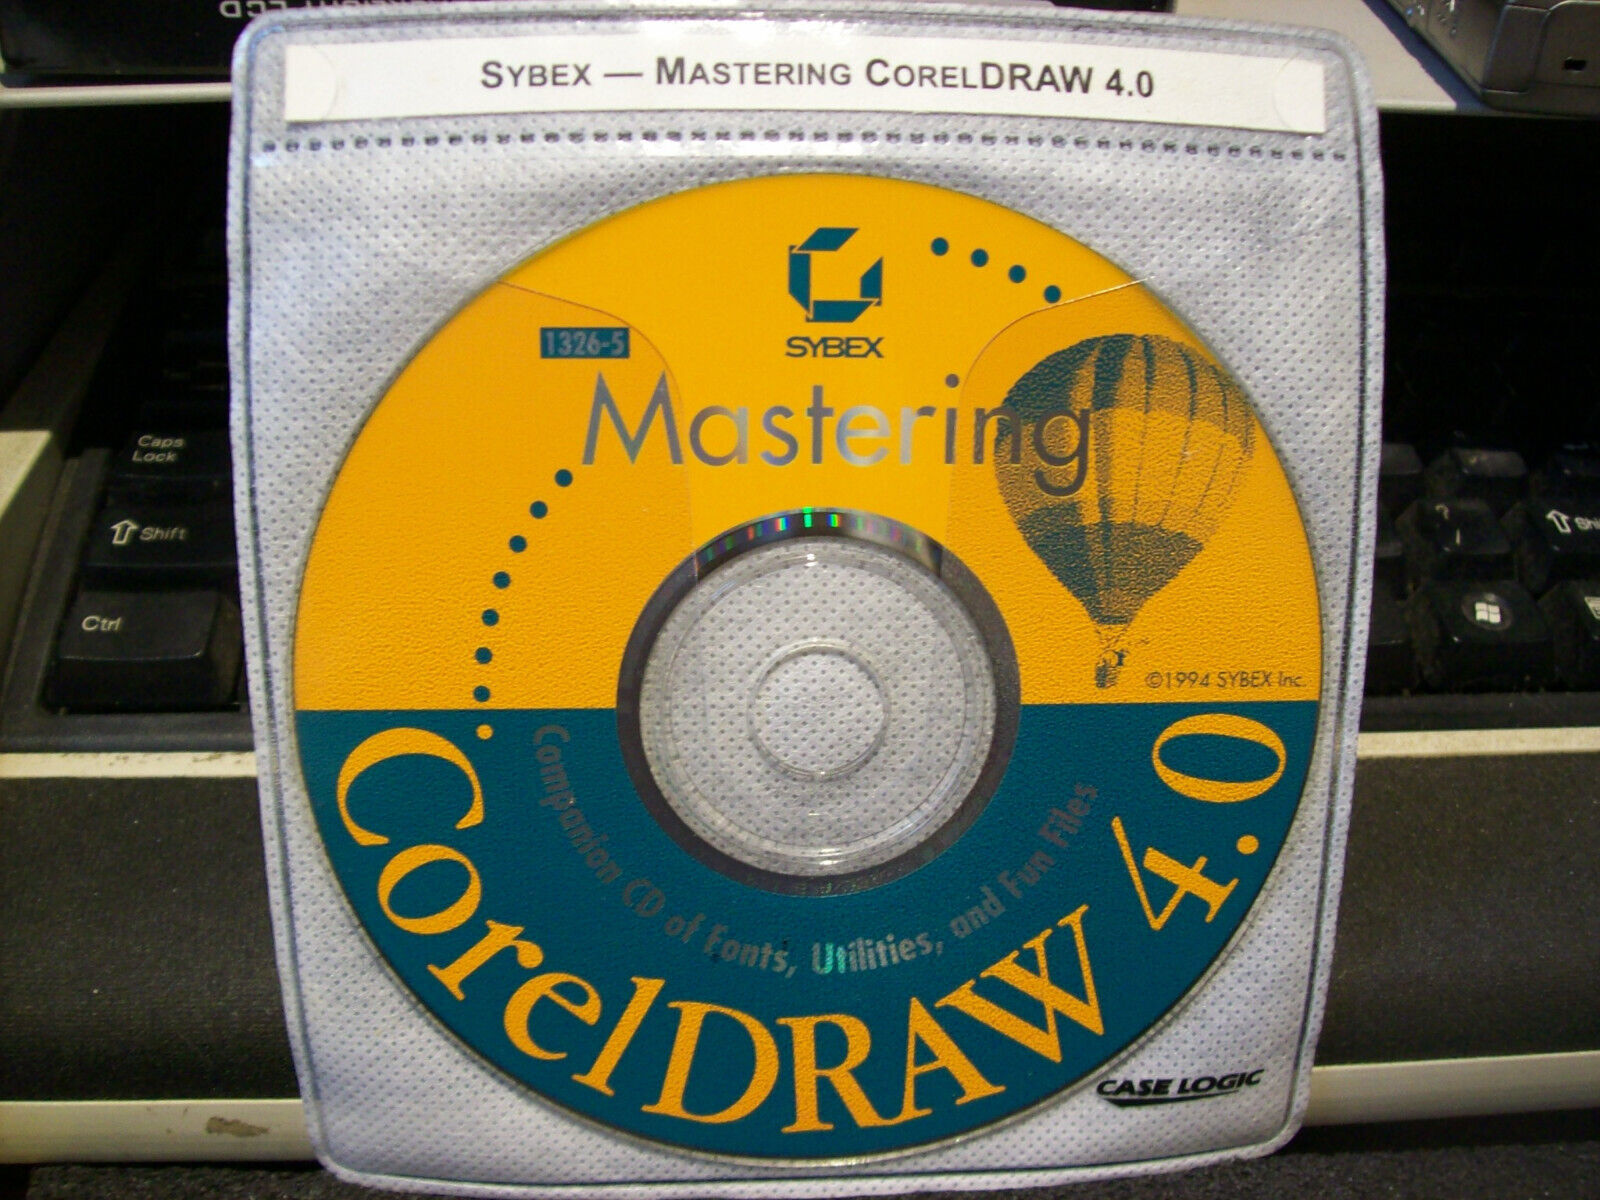 SYBEX — MASTERING CORELDRAW 4.0
SYBEX
1326-5
Mastering
©1994 SYBEX Inc.
CorelDRAW 4.0
Companion CD of Fonts, Utilities, and Fun Files
CASE LOGIC
Caps
Lock
Shift
Ctrl
?
LCD